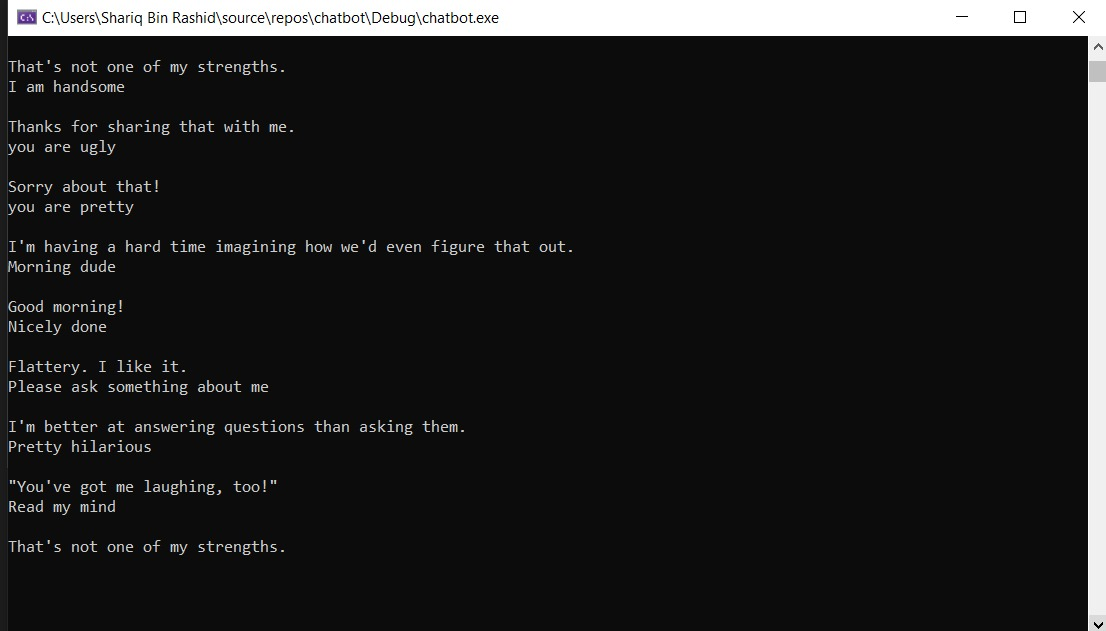 C:\Users\Shariq Bin Rashid\source\repos\chatbot\Debug\chatbot.exe
That's not one of my strengths.
I am handsome
Thanks for sharing that with me.
you are ugly
Sorry about that!
you are pretty
I'm having a hard time imagining how we'd even figure that out.
Morning dude
Good morning!
Nicely done
Flattery. I like it.
Please ask something about me
I'm better at answering questions than asking them.
Pretty hilarious
"You've got me laughing, too!"
Read my mind
That's not one of my strengths.